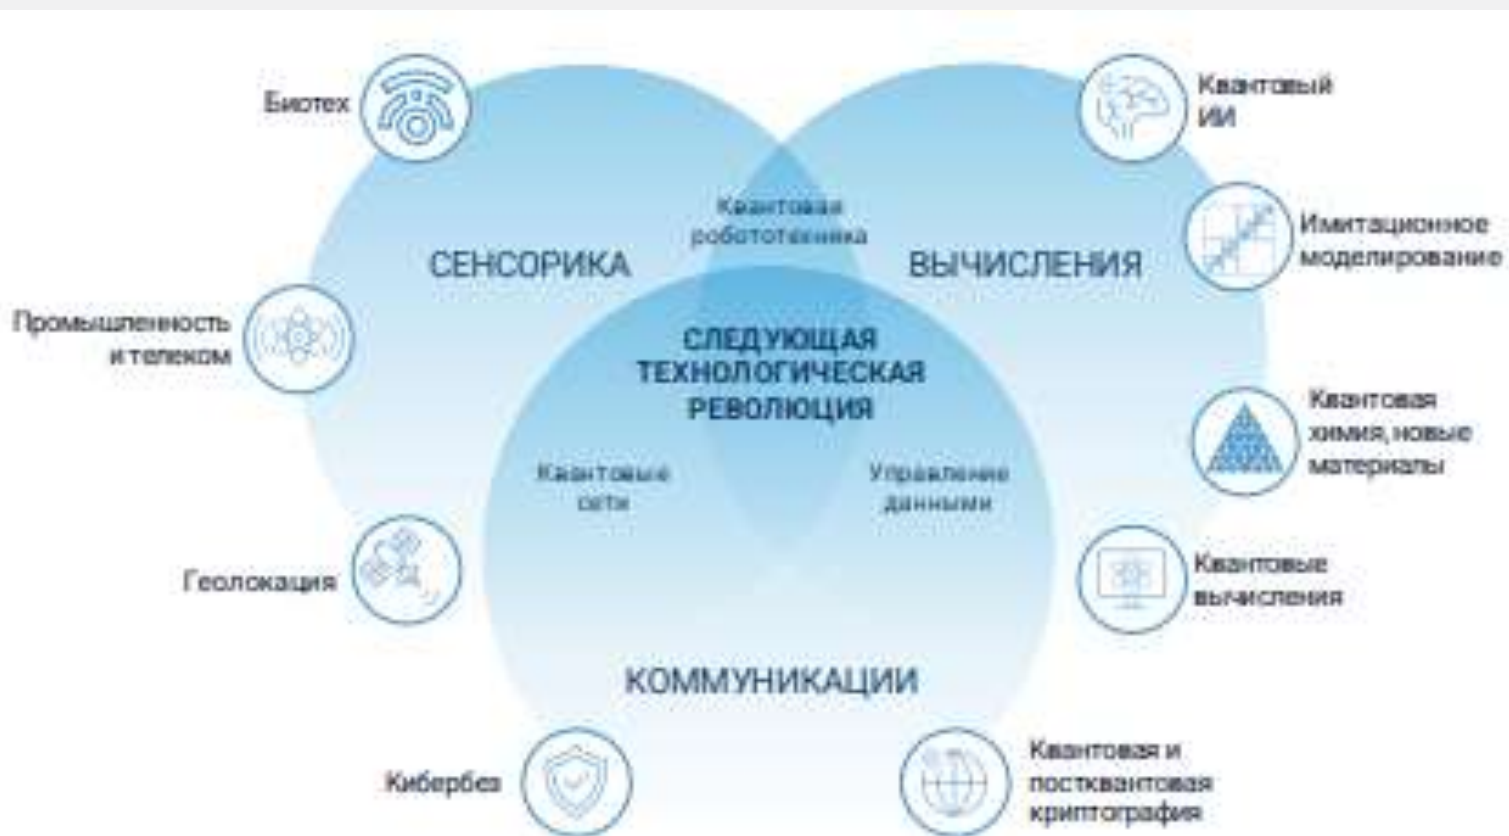 Биотех
Квантовый
ИИ
Квантовая
робототехника
Имитационное
моделирование
СЕНСОРИКА
ВЫЧИСЛЕНИЯ
Промышленность
и телеком
СЛЕДУЮЩАЯ
ТЕХНОЛОГИЧЕСКАЯ
РЕВОЛЮЦИЯ
Квантовая
химия, новые
материалы
Квантовые
сети
Управление
данными
Геолокация
Квантовые
вычисления
КОММУНИКАЦИИ
Кибербез
Квантовая и
постквантовая
криптография